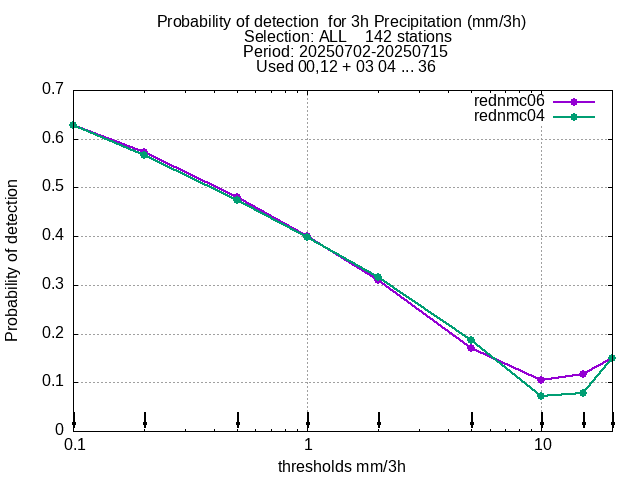 Probability of detection  for 3h Precipitation (mm/3h)
Selection: ALL    142 stations
Period: 20250702-20250715
Used 00,12 + 03 04 ... 36
rednmc06
rednmc04
0.7
0.6
0.5
0.4
0.3
0.2
0.1
0
Probability of detection
0.1 1 10
thresholds mm/3h